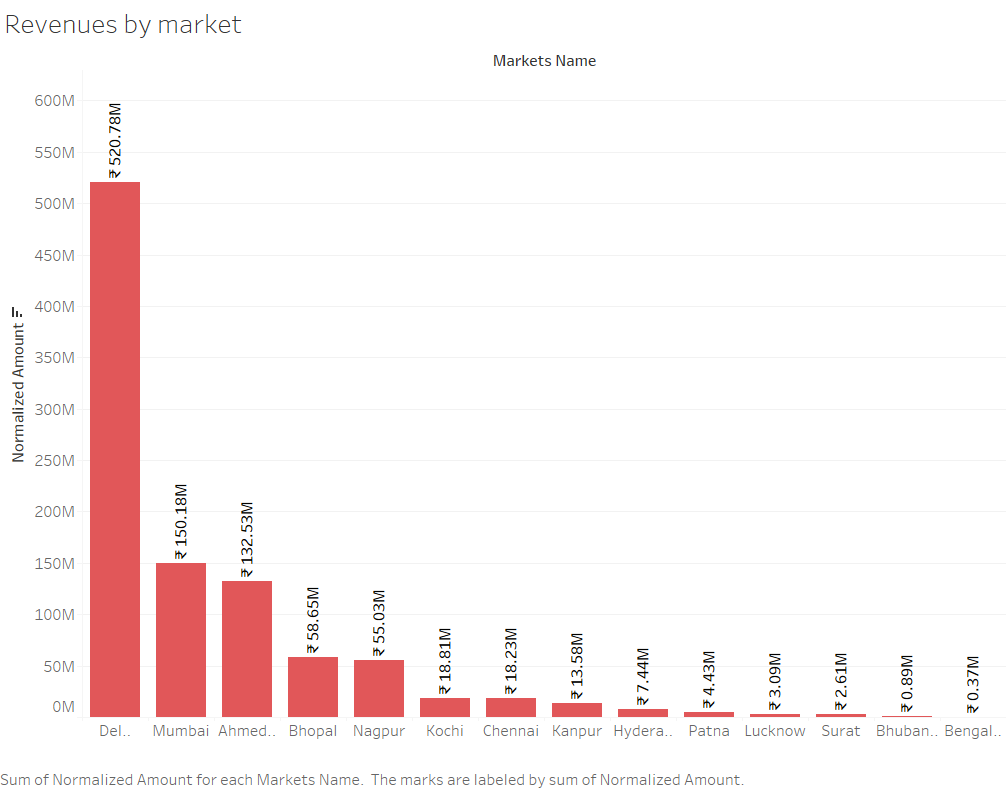 Revenues by market
Markets Name
600M
550M
500M
450M
400M
350M
300M
250M
200M
150M
100M
50M
0M
Normalized Amount
₹ 520.78M
₹ 150.18M
₹ 132.53M
₹ 58.65M
₹ 55.03M
₹ 18.81M
₹ 18.23M
₹ 13.58M
₹ 7.44M
₹ 4.43M
₹ 3.09M
₹ 2.61M
₹ 0.89M
₹ 0.37M
Del.. Mumbai Ahmed.. Bhopal Nagpur Kochi Chennai Kanpur Hydera.. Patna Lucknow Surat Bhuban.. Bengal..
Sum of Normalized Amount for each Markets Name. The marks are labeled by sum of Normalized Amount.